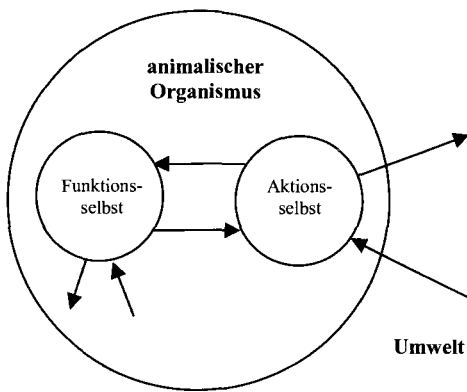 animalischer
Organismus
Funktions-
selbst
Aktions-
selbst
Umwelt